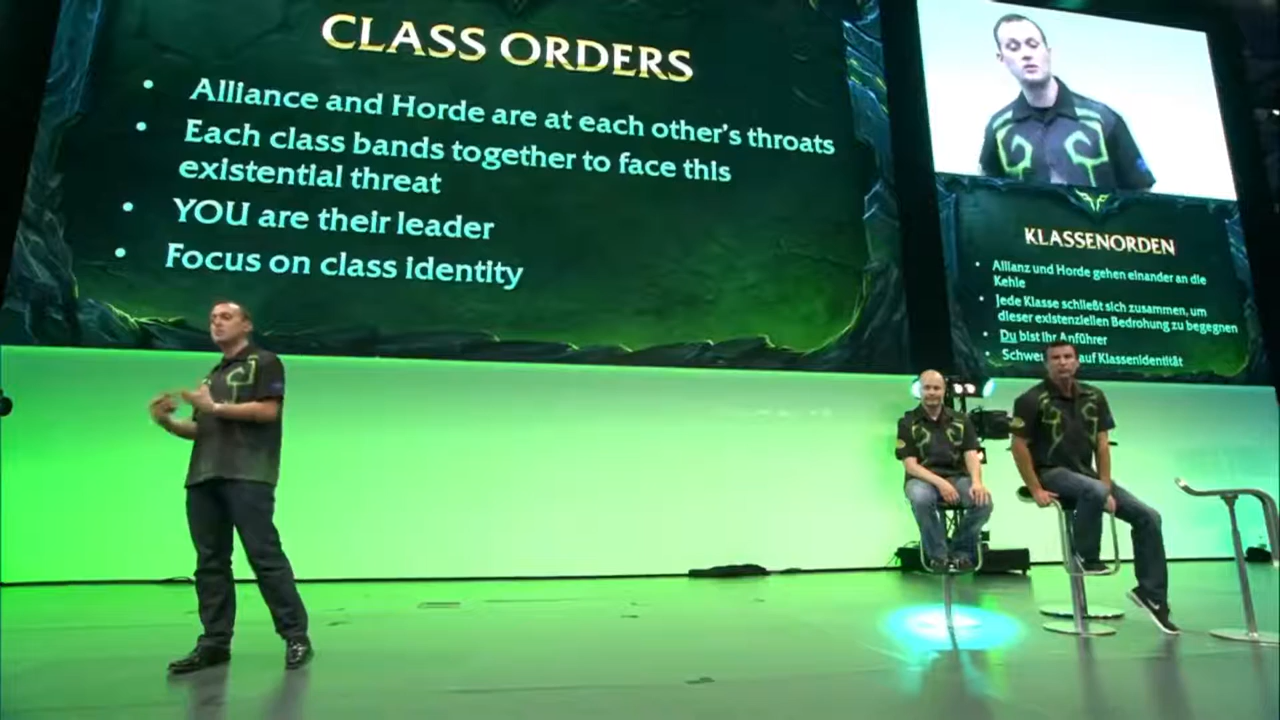 CLASS ORDERS
• Alliance and Horde are at each other's throats
• Each class bands together to face this
existential threat
• YOU are their leader
• Focus on class identity
KLASSENORDEN
• Allianz und Horde gehen einander an die
Kehle
• Jede Klasse schließt sich zusammen, um
dieser existenziellen Bedrohung zu begegnen
• Du bist ihr Anführer
• auf Klassenidentität